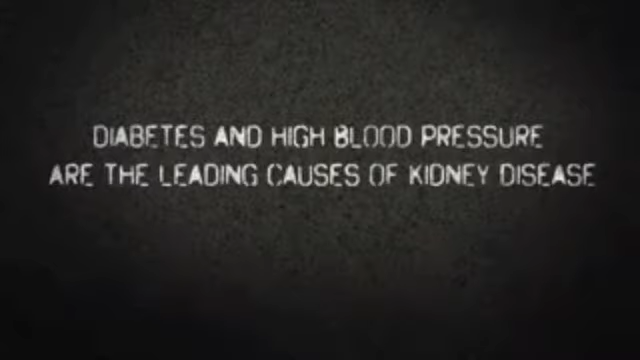 DIABETES AND HIGH BLOOD PRESSURE
ARE THE LEADING CAUSES OF KIDNEY DISEASE